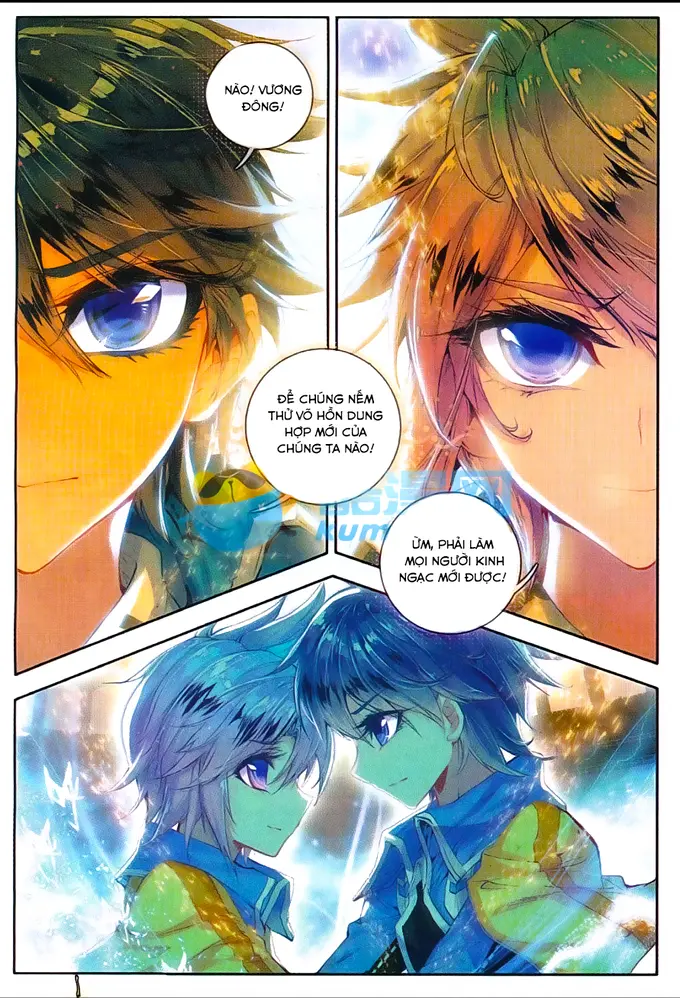 NÀO! VƯƠNG
ĐÔNG!
ĐỂ CHÚNG NẾM
THỬ VÕ HỒN DUNG
HỢP MỚI CỦA
CHÚNG TA NÀO!
ỪM, PHẢI LÀM
MỌI NGƯỜI KINH
NGẠC MỚI ĐƯỢC!